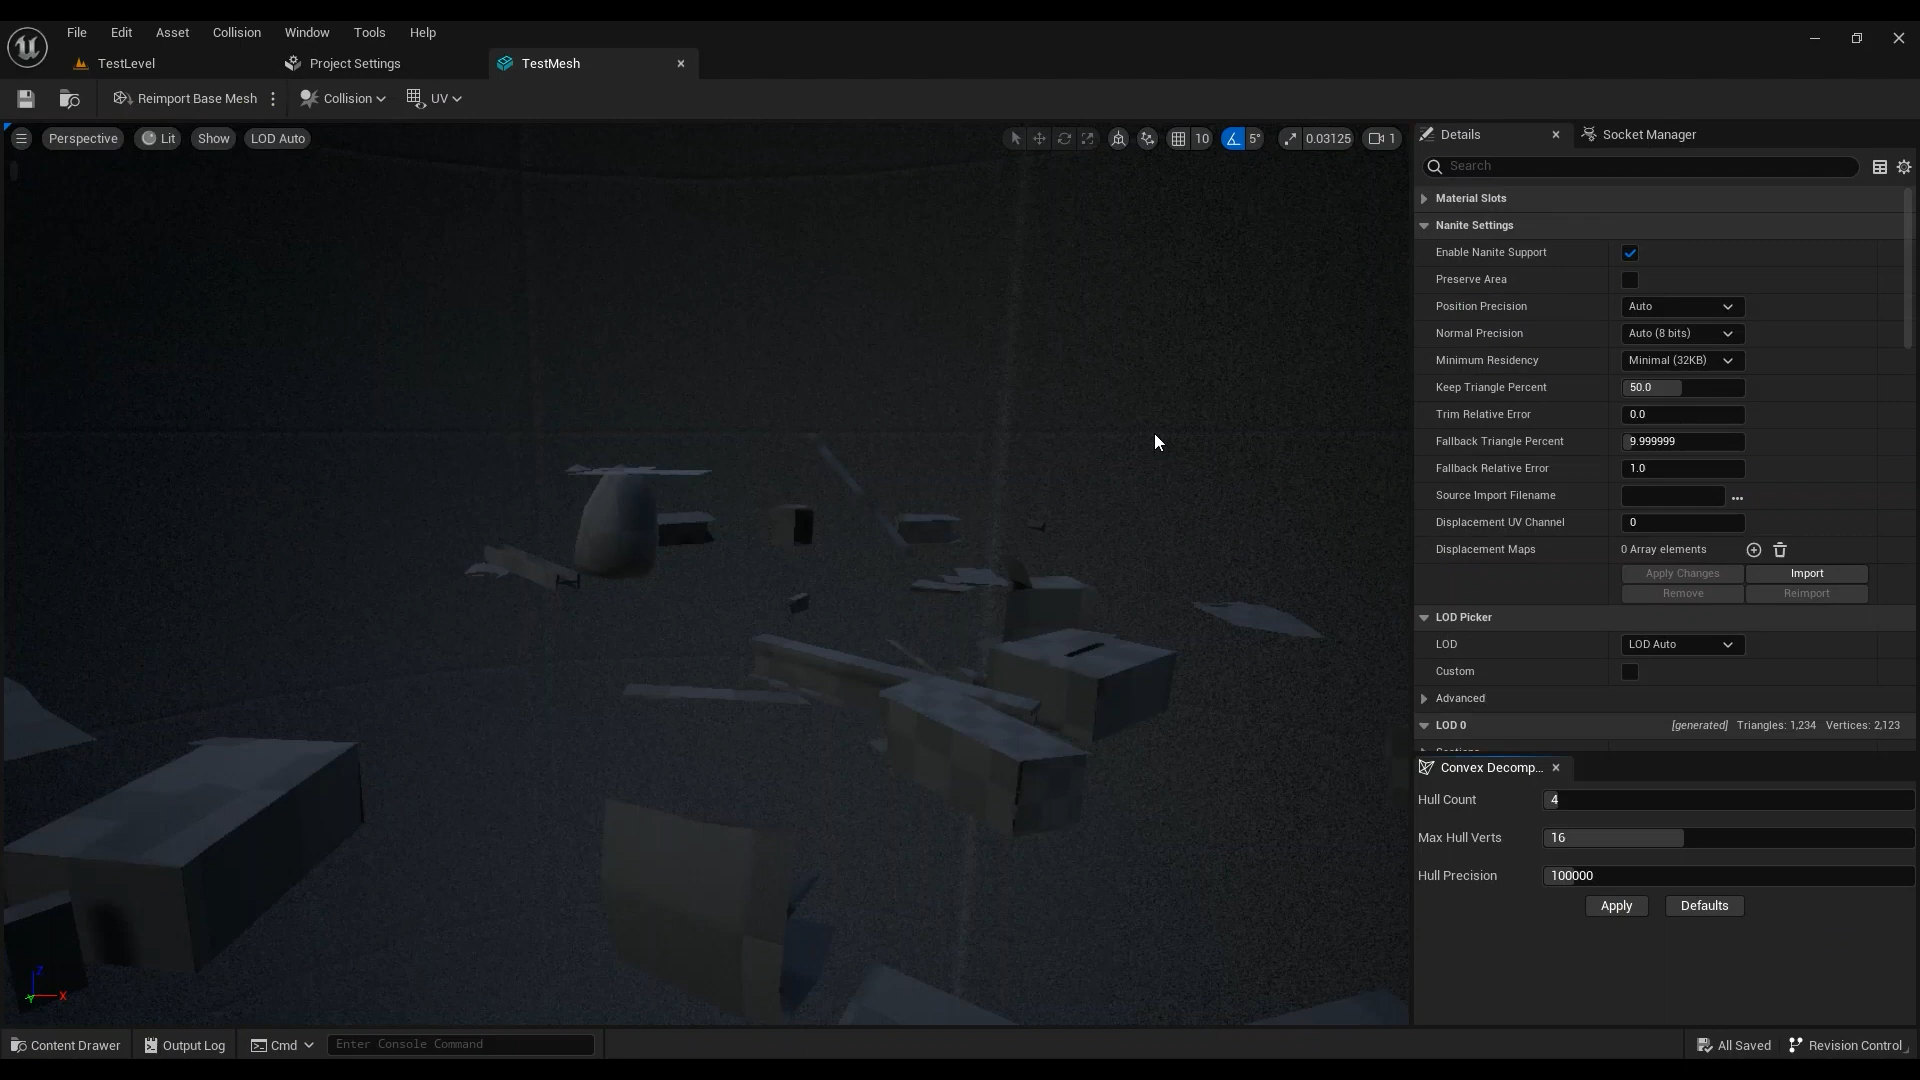 File Edit Asset Collision Window Tools Help
TestLevel Project Settings TestMesh
Reimport Base Mesh Collision UV
Perspective Lit Show LOD Auto 10 5° 0.03125 1
Details Socket Manager
Search
Material Slots
Nanite Settings
Enable Nanite Support
Preserve Area
Position Precision Auto
Normal Precision Auto (8 bits)
Minimum Residency Minimal (32KB)
Keep Triangle Percent 50.0
Trim Relative Error 0.0
Fallback Triangle Percent 9.999999
Fallback Relative Error 1.0
Source Import Filename ...
Displacement UV Channel 0
Displacement Maps 0 Array elements
Apply Changes Import
Remove Reimport
LOD Picker
LOD LOD Auto
Custom
Advanced
LOD 0 [generated] Triangles: 1,234 Vertices: 2,123
Convex Decomp...
Hull Count 4
Max Hull Verts 16
Hull Precision 100000
Apply Defaults
Z
X
Content Drawer Output Log Cmd Enter Console Command All Saved Revision Control